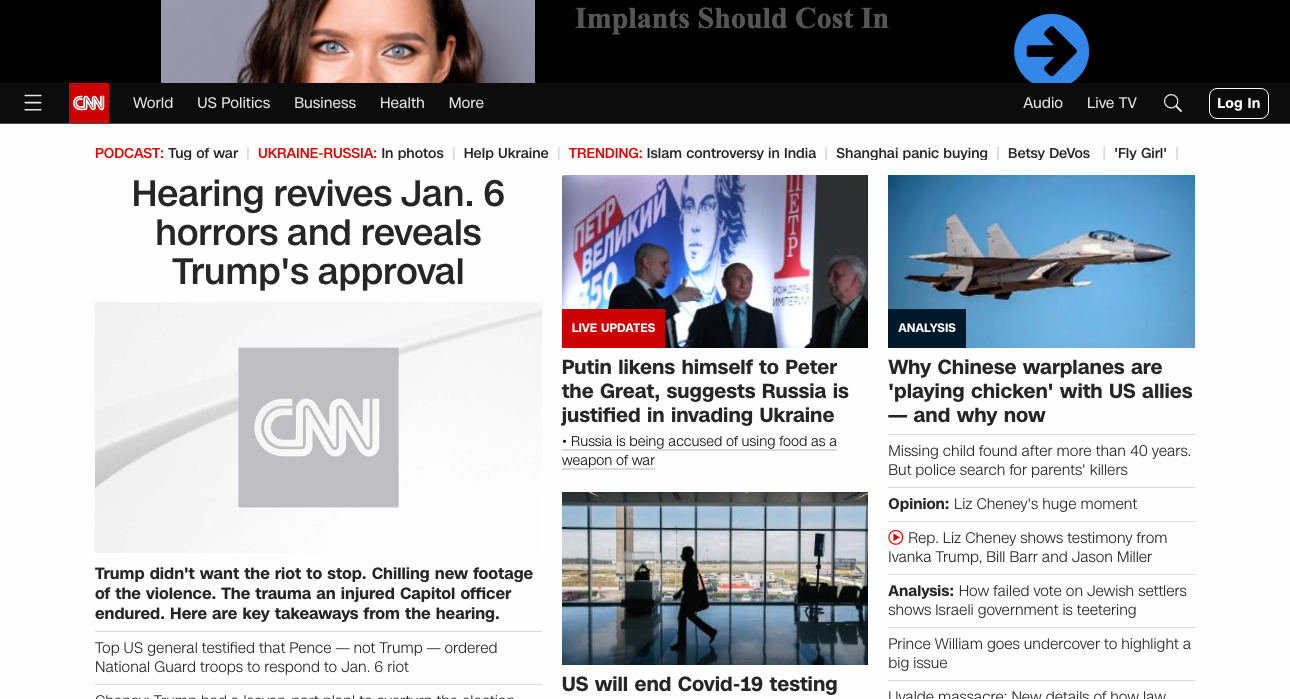 Implants Should Cost In
CNN
World
US Politics
Business
Health
More
Audio
Live TV
Log In
PODCAST: Tug of war
UKRAINE-RUSSIA: In photos
Help Ukraine
TRENDING: Islam controversy in India
Shanghai panic buying
Betsy DeVos
'Fly Girl'
Hearing revives Jan. 6
horrors and reveals
Trump's approval
CNN
Trump didn't want the riot to stop. Chilling new footage
of the violence. The trauma an injured Capitol officer
endured. Here are key takeaways from the hearing.
Top US general testified that Pence — not Trump — ordered
National Guard troops to respond to Jan. 6 riot
ПЕТР
ВЕЛИКИЙ
350
ПЕТР
LIVE UPDATES
Putin likens himself to Peter
the Great, suggests Russia is
justified in invading Ukraine
• Russia is being accused of using food as a
weapon of war
US will end Covid-19 testing
ANALYSIS
Why Chinese warplanes are
'playing chicken' with US allies
— and why now
Missing child found after more than 40 years.
But police search for parents' killers
Opinion: Liz Cheney's huge moment
Rep. Liz Cheney shows testimony from
Ivanka Trump, Bill Barr and Jason Miller
Analysis: How failed vote on Jewish settlers
shows Israeli government is teetering
Prince William goes undercover to highlight a
big issue
Uvalde massacre: New details of how law